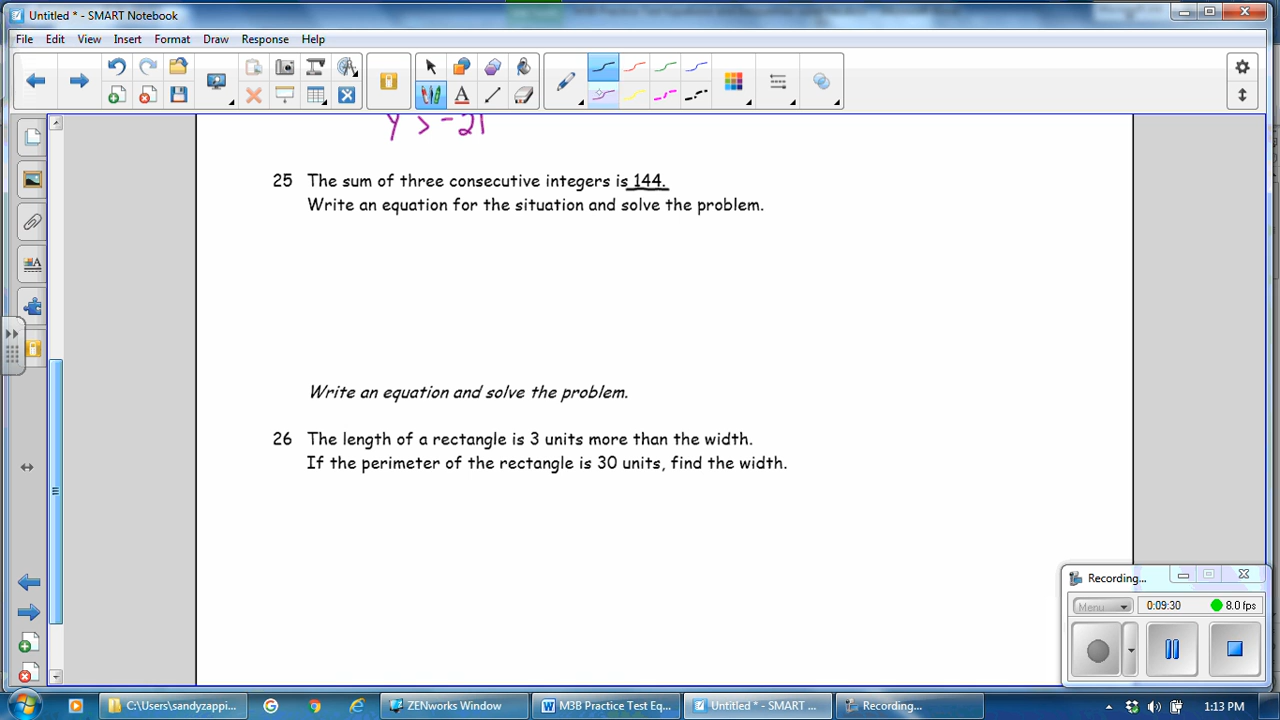 Untitled * - SMART Notebook
File Edit View Insert Format Draw Response Help
y > -21
25 The sum of three consecutive integers is 144.
Write an equation for the situation and solve the problem.
Write an equation and solve the problem.
26 The length of a rectangle is 3 units more than the width.
If the perimeter of the rectangle is 30 units, find the width.
Recording...
Menu 0:09:30 8.0 fps
C:\Users\sandyzappi... ZENworks Window M3B Practice Test Eq... Untitled * - SMART ... Recording... 1:13 PM